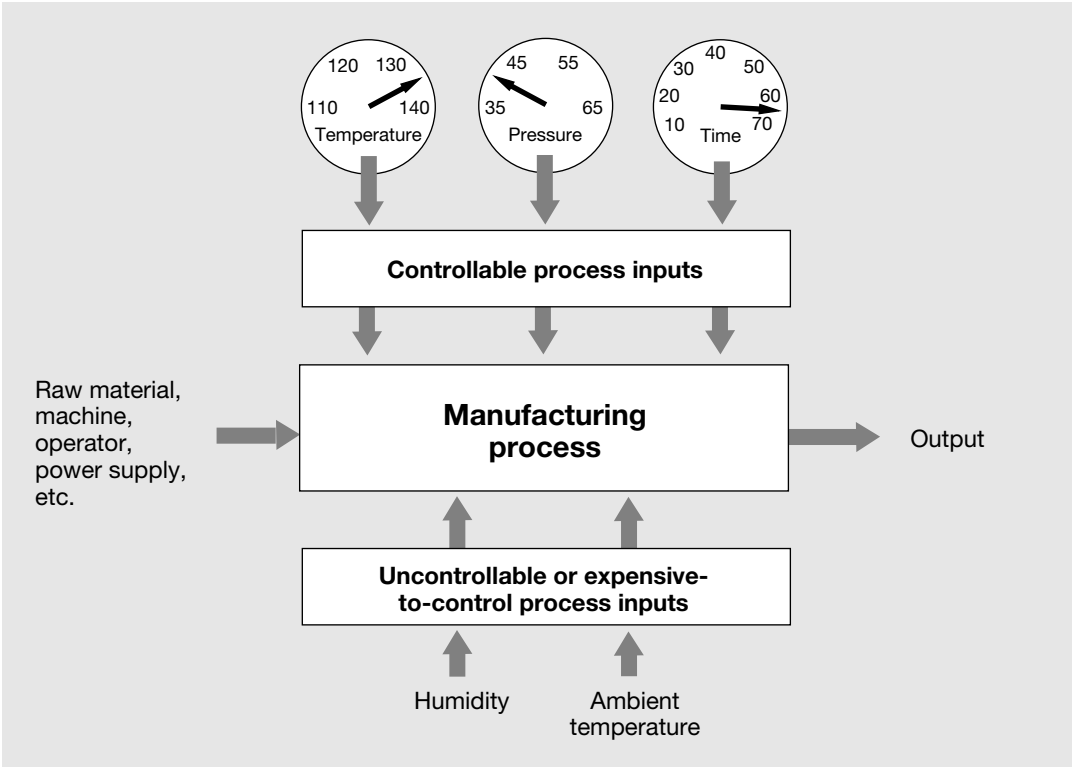 110
120
130
140
Temperature
35
45
55
65
Pressure
10
20
30
40
50
60
70
Time
Controllable process inputs
Raw material,
machine,
operator,
power supply,
etc.
Manufacturing
process
Output
Uncontrollable or expensive-
to-control process inputs
Humidity
Ambient
temperature